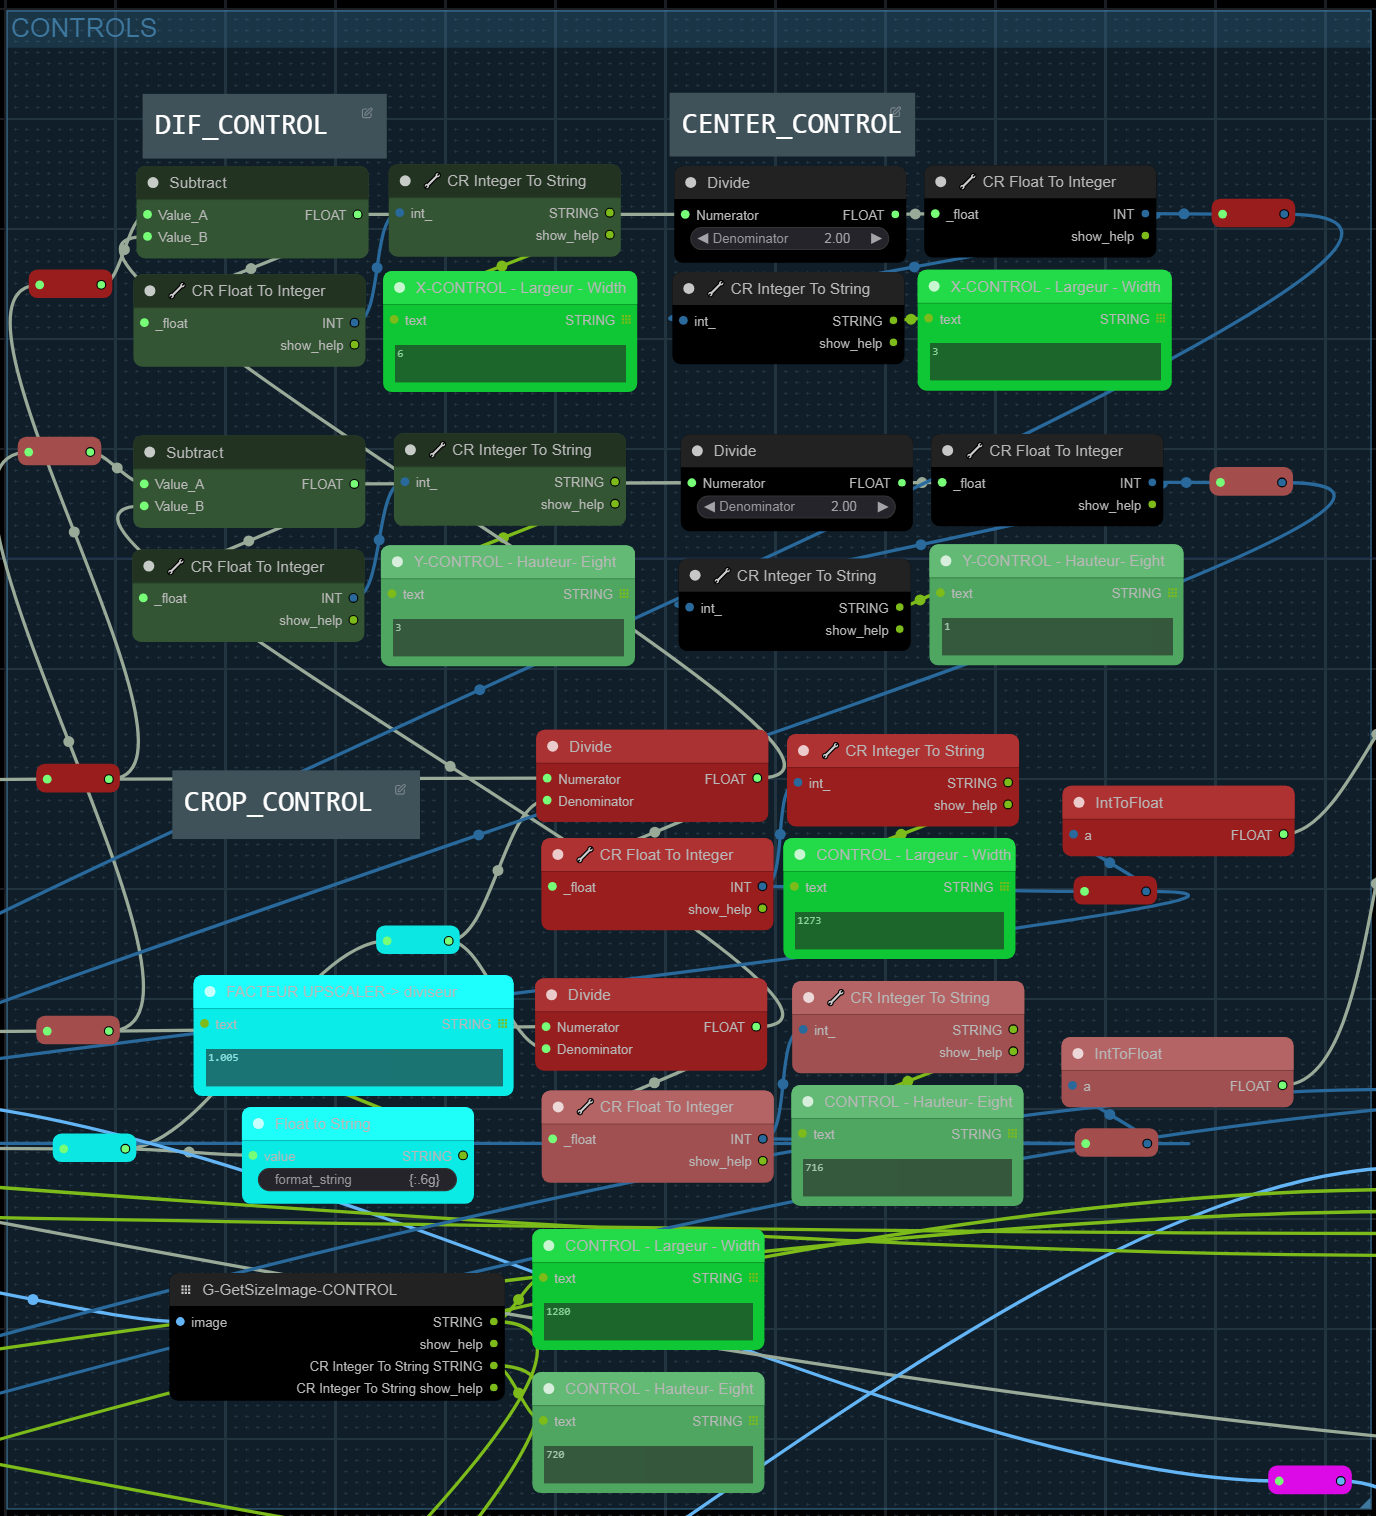 CONTROLS
DIF_CONTROL
CENTER_CONTROL
Subtract
Value_A FLOAT
Value_B
CR Integer To String
int_ STRING
show_help
Divide
Numerator FLOAT
Denominator 2.00
CR Float To Integer
_float INT
show_help
CR Float To Integer
_float INT
show_help
X-CONTROL - Largeur - Width
text STRING
6
CR Integer To String
int_ STRING
show_help
X-CONTROL - Largeur - Width
text STRING
3
Subtract
Value_A FLOAT
Value_B
CR Integer To String
int_ STRING
show_help
Divide
Numerator FLOAT
Denominator 2.00
CR Float To Integer
_float INT
show_help
CR Float To Integer
_float INT
show_help
Y-CONTROL - Hauteur- Eight
text STRING
3
CR Integer To String
int_ STRING
show_help
Y-CONTROL - Hauteur- Eight
text STRING
1
CROP_CONTROL
Divide
Numerator FLOAT
Denominator
CR Integer To String
int_ STRING
show_help
IntToFloat
a FLOAT
CR Float To Integer
_float INT
show_help
CONTROL - Largeur - Width
text STRING
1273
FACTEUR UPSCALER > diviseur
text STRING
1.005
Divide
Numerator FLOAT
Denominator
CR Integer To String
int_ STRING
show_help
IntToFloat
a FLOAT
Float to String
value STRING
format_string {:.6g}
CR Float To Integer
_float INT
show_help
CONTROL - Hauteur- Eight
text STRING
716
G-GetSizeImage-CONTROL
image STRING
show_help
CR Integer To String STRING
CR Integer To String show_help
CONTROL - Largeur - Width
text STRING
1280
CONTROL - Hauteur- Eight
text STRING
720